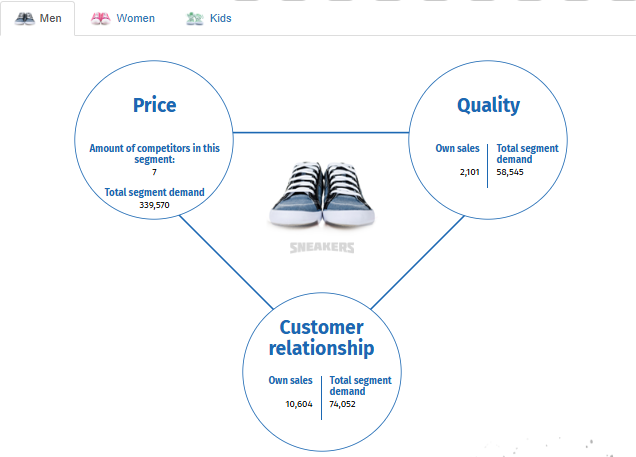 Men
Women
Kids
Price
Amount of competitors in this
segment:
7
Total segment demand
339,570
Quality
Own sales
2,101
Total segment
demand
58,545
SNEAKERS
Customer
relationship
Own sales
10,604
Total segment
demand
74,052